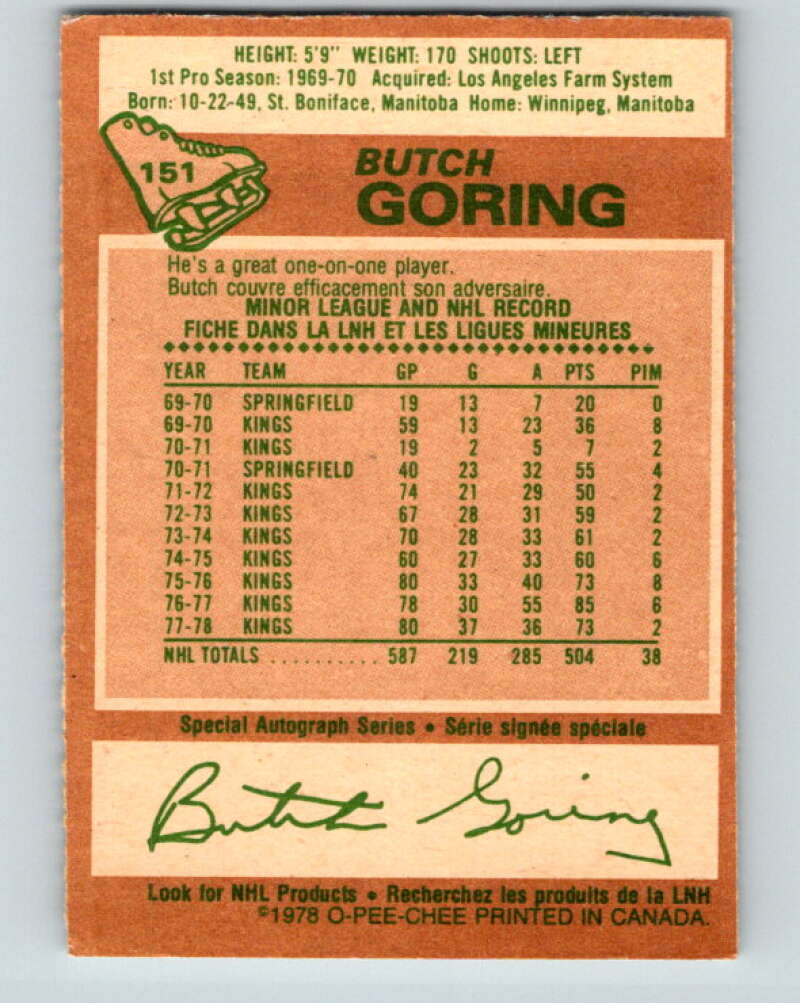 HEIGHT: 5'9" WEIGHT: 170 SHOOTS: LEFT
1st Pro Season: 1969-70 Acquired: Los Angeles Farm System
Born: 10-22-49, St. Boniface, Manitoba Home: Winnipeg, Manitoba
151
BUTCH
GORING
He's a great one-on-one player.
Butch couvre efficacement son adversaire.
MINOR LEAGUE AND NHL RECORD
FICHE DANS LA LNH ET LES LIGUES MINEURES
YEAR TEAM GP G A PTS PIM
69-70 SPRINGFIELD 19 13 7 20 0
69-70 KINGS 59 13 23 36 8
70-71 KINGS 19 2 5 7 2
70-71 SPRINGFIELD 40 23 32 55 4
71-72 KINGS 74 21 29 50 2
72-73 KINGS 67 28 31 59 2
73-74 KINGS 70 28 33 61 2
74-75 KINGS 60 27 33 60 6
75-76 KINGS 80 33 40 73 8
76-77 KINGS 78 30 55 85 6
77-78 KINGS 80 37 36 73 2
NHL TOTALS .......... 587 219 285 504 38
Special Autograph Series • Série signée spéciale
Butch Goring
Look for NHL Products • Recherchez les produits de la LNH
©1978 O-PEE-CHEE PRINTED IN CANADA.